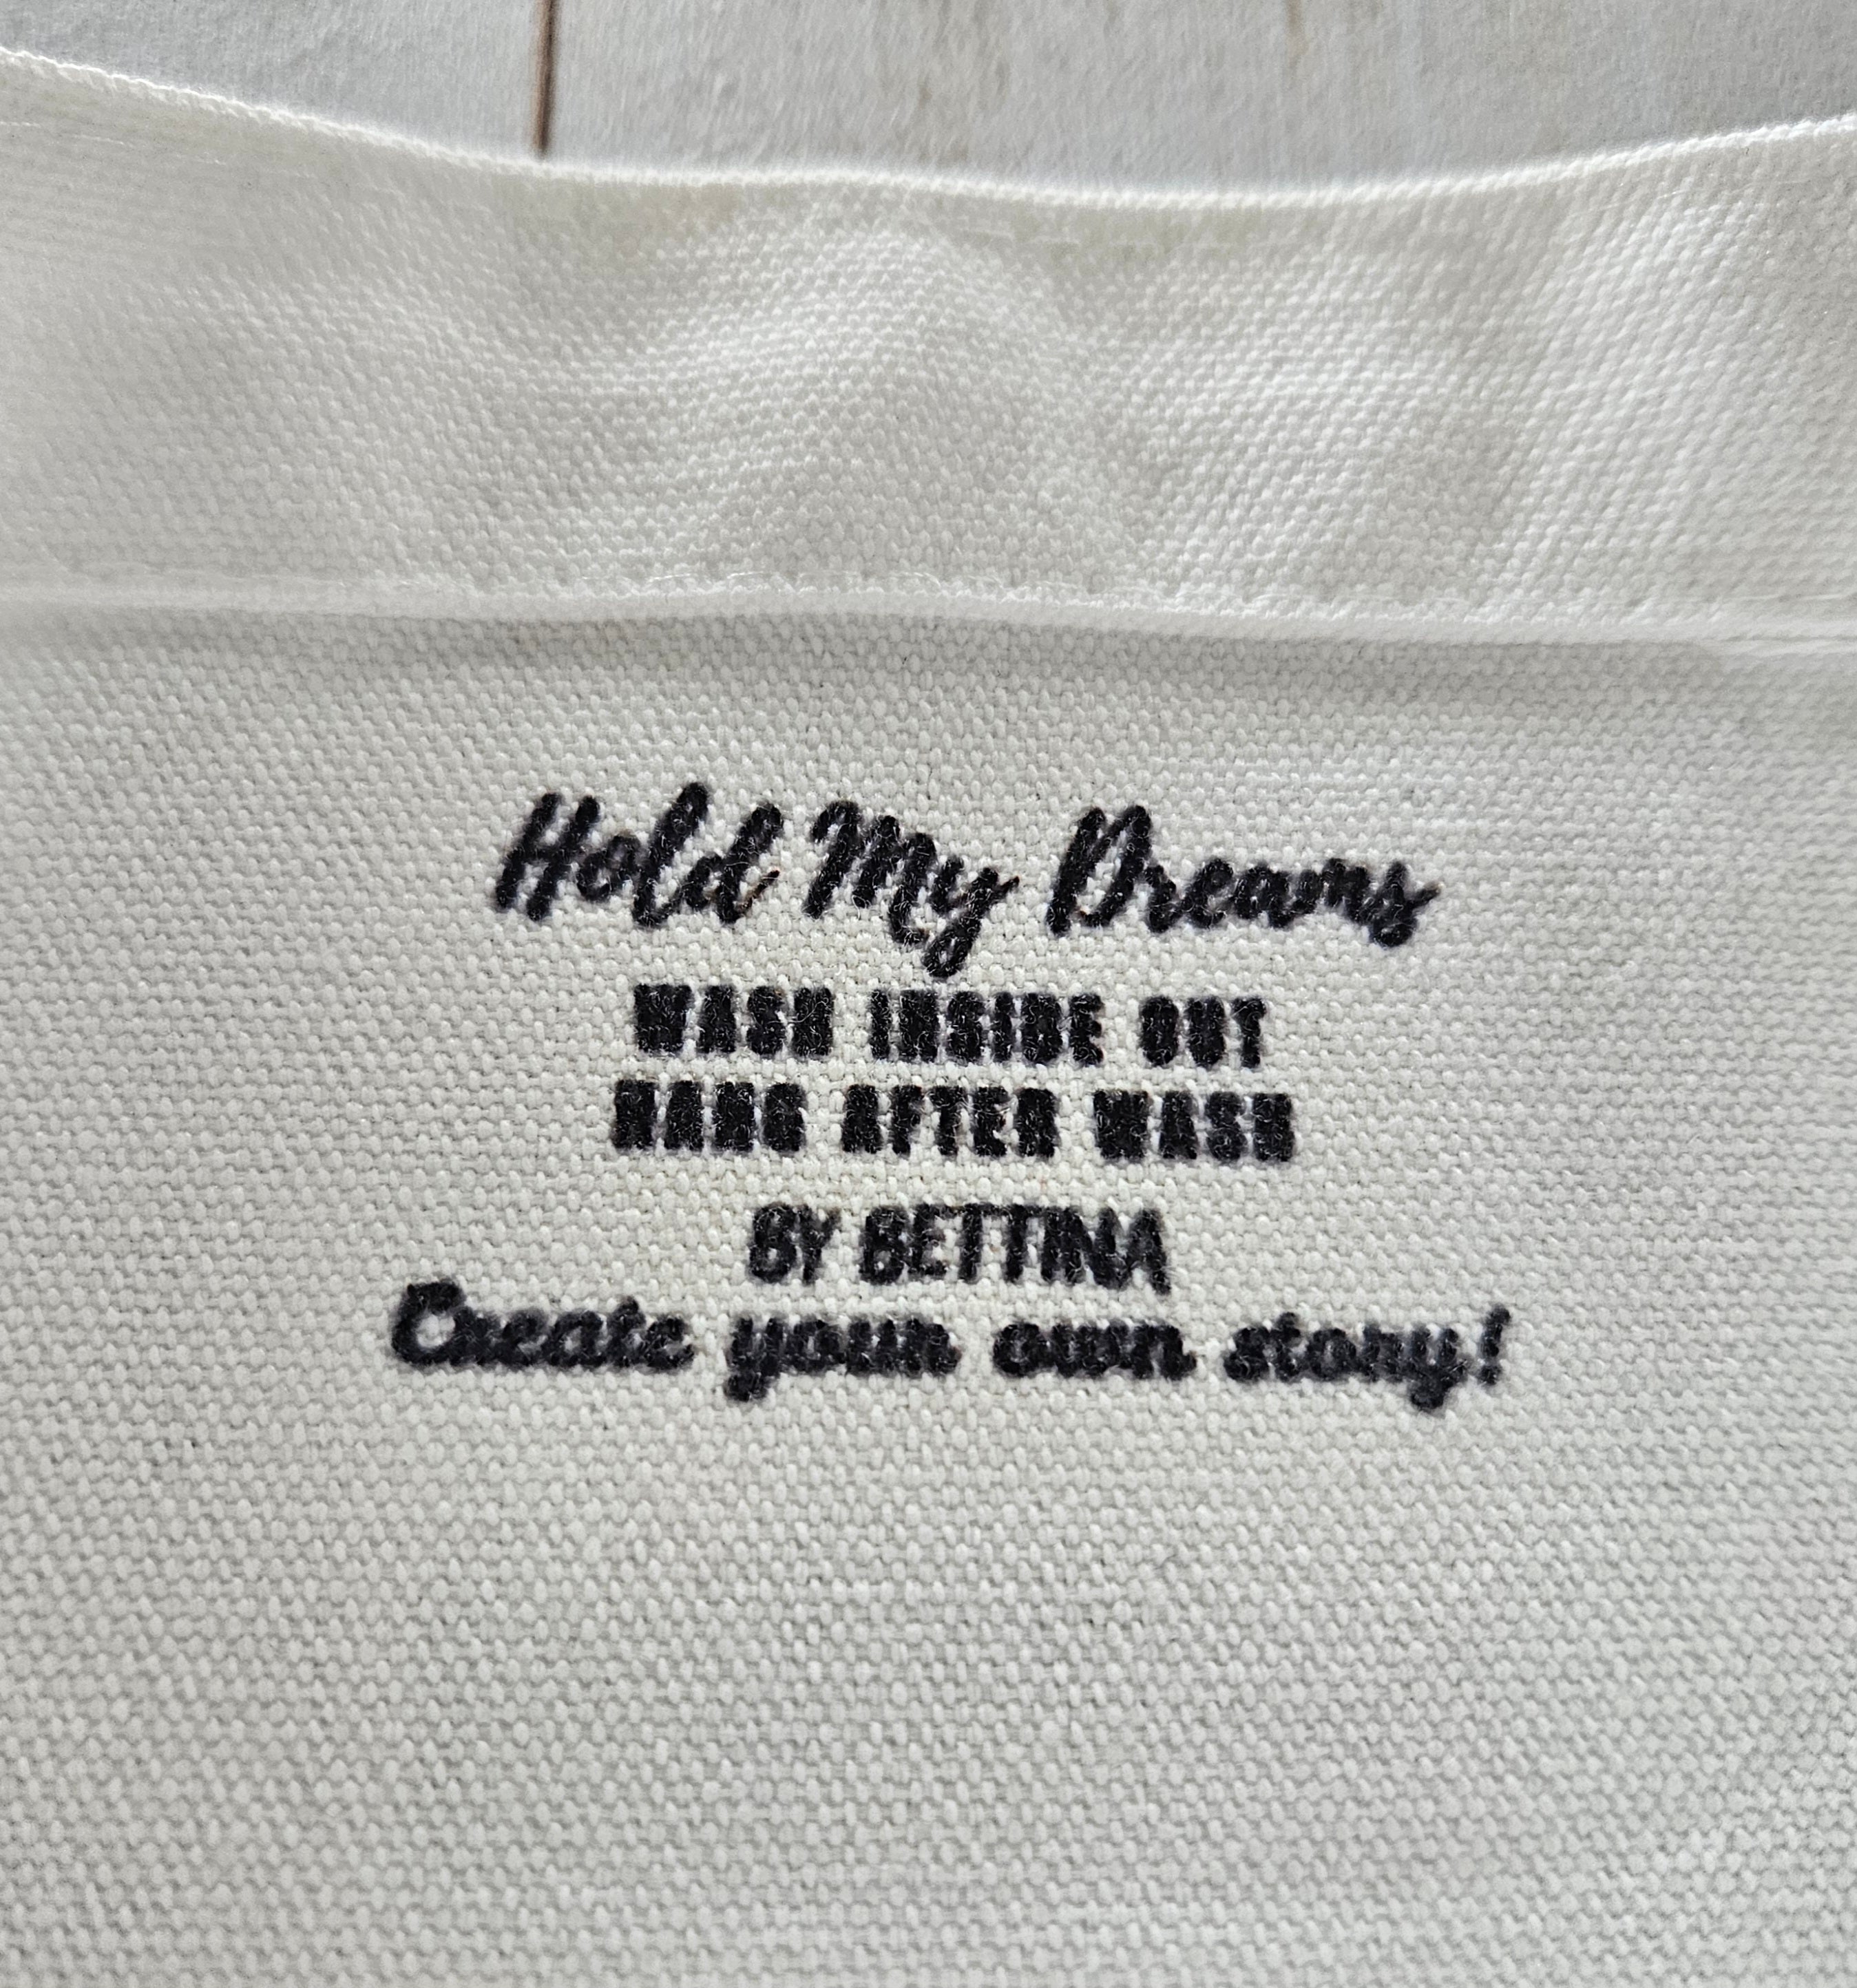 Hold My Dreams
WASH INSIDE OUT
HANG AFTER WASH
BY BETTINA
Create your own story!